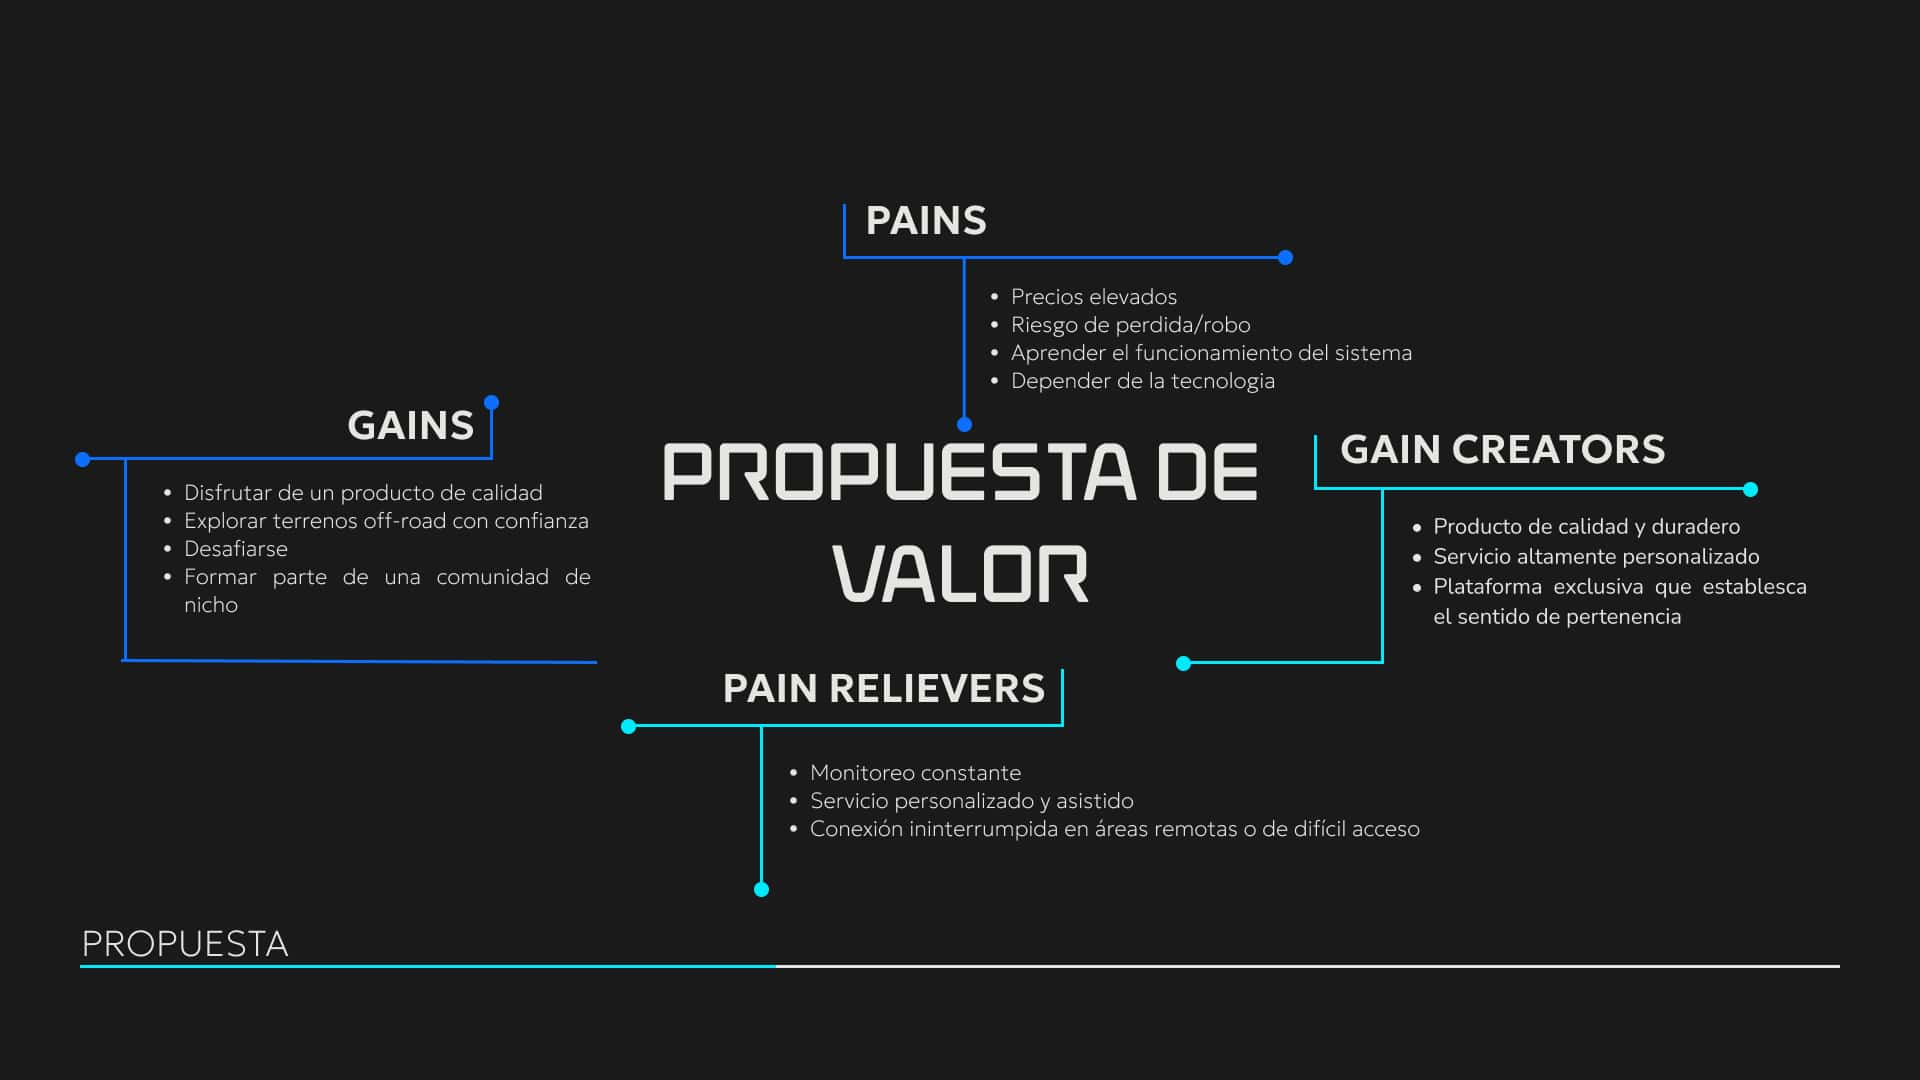 PAINS
• Precios elevados
• Riesgo de perdida/robo
• Aprender el funcionamiento del sistema
• Depender de la tecnologia
GAINS
• Disfrutar de un producto de calidad
• Explorar terrenos off-road con confianza
• Desafiarse
• Formar parte de una comunidad de
nicho
PROPUESTA DE
VALOR
GAIN CREATORS
• Producto de calidad y duradero
• Servicio altamente personalizado
• Plataforma exclusiva que establesca
el sentido de pertenencia
PAIN RELIEVERS
• Monitoreo constante
• Servicio personalizado y asistido
• Conexión ininterrumpida en áreas remotas o de difícil acceso
PROPUESTA